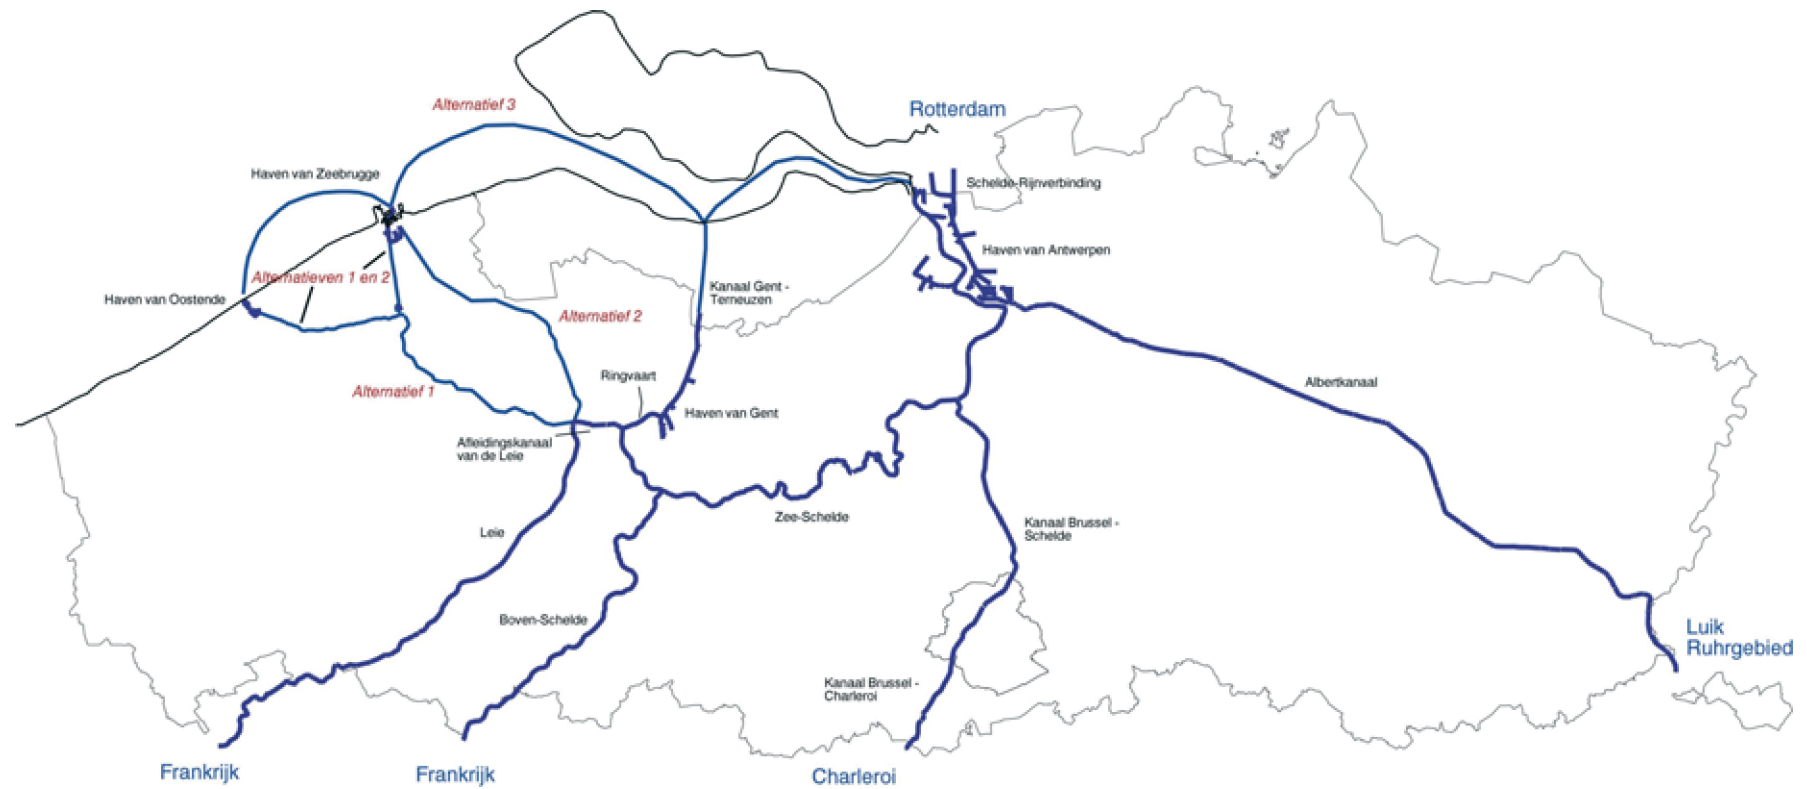 Alternatief 3
Rotterdam
Haven van Zeebrugge
Schelde-Rijnverbinding
Haven van Antwerpen
Alternatieven 1 en 2
Haven van Oostende
Kanaal Gent -
Terneuzen
Alternatief 2
Ringvaart
Albertkanaal
Alternatief 1
Haven van Gent
Afleidingskanaal
van de Leie
Zee-Schelde
Kanaal Brussel -
Schelde
Leie
Boven-Schelde
Luik
Ruhrgebied
Kanaal Brussel -
Charleroi
Frankrijk
Frankrijk
Charleroi